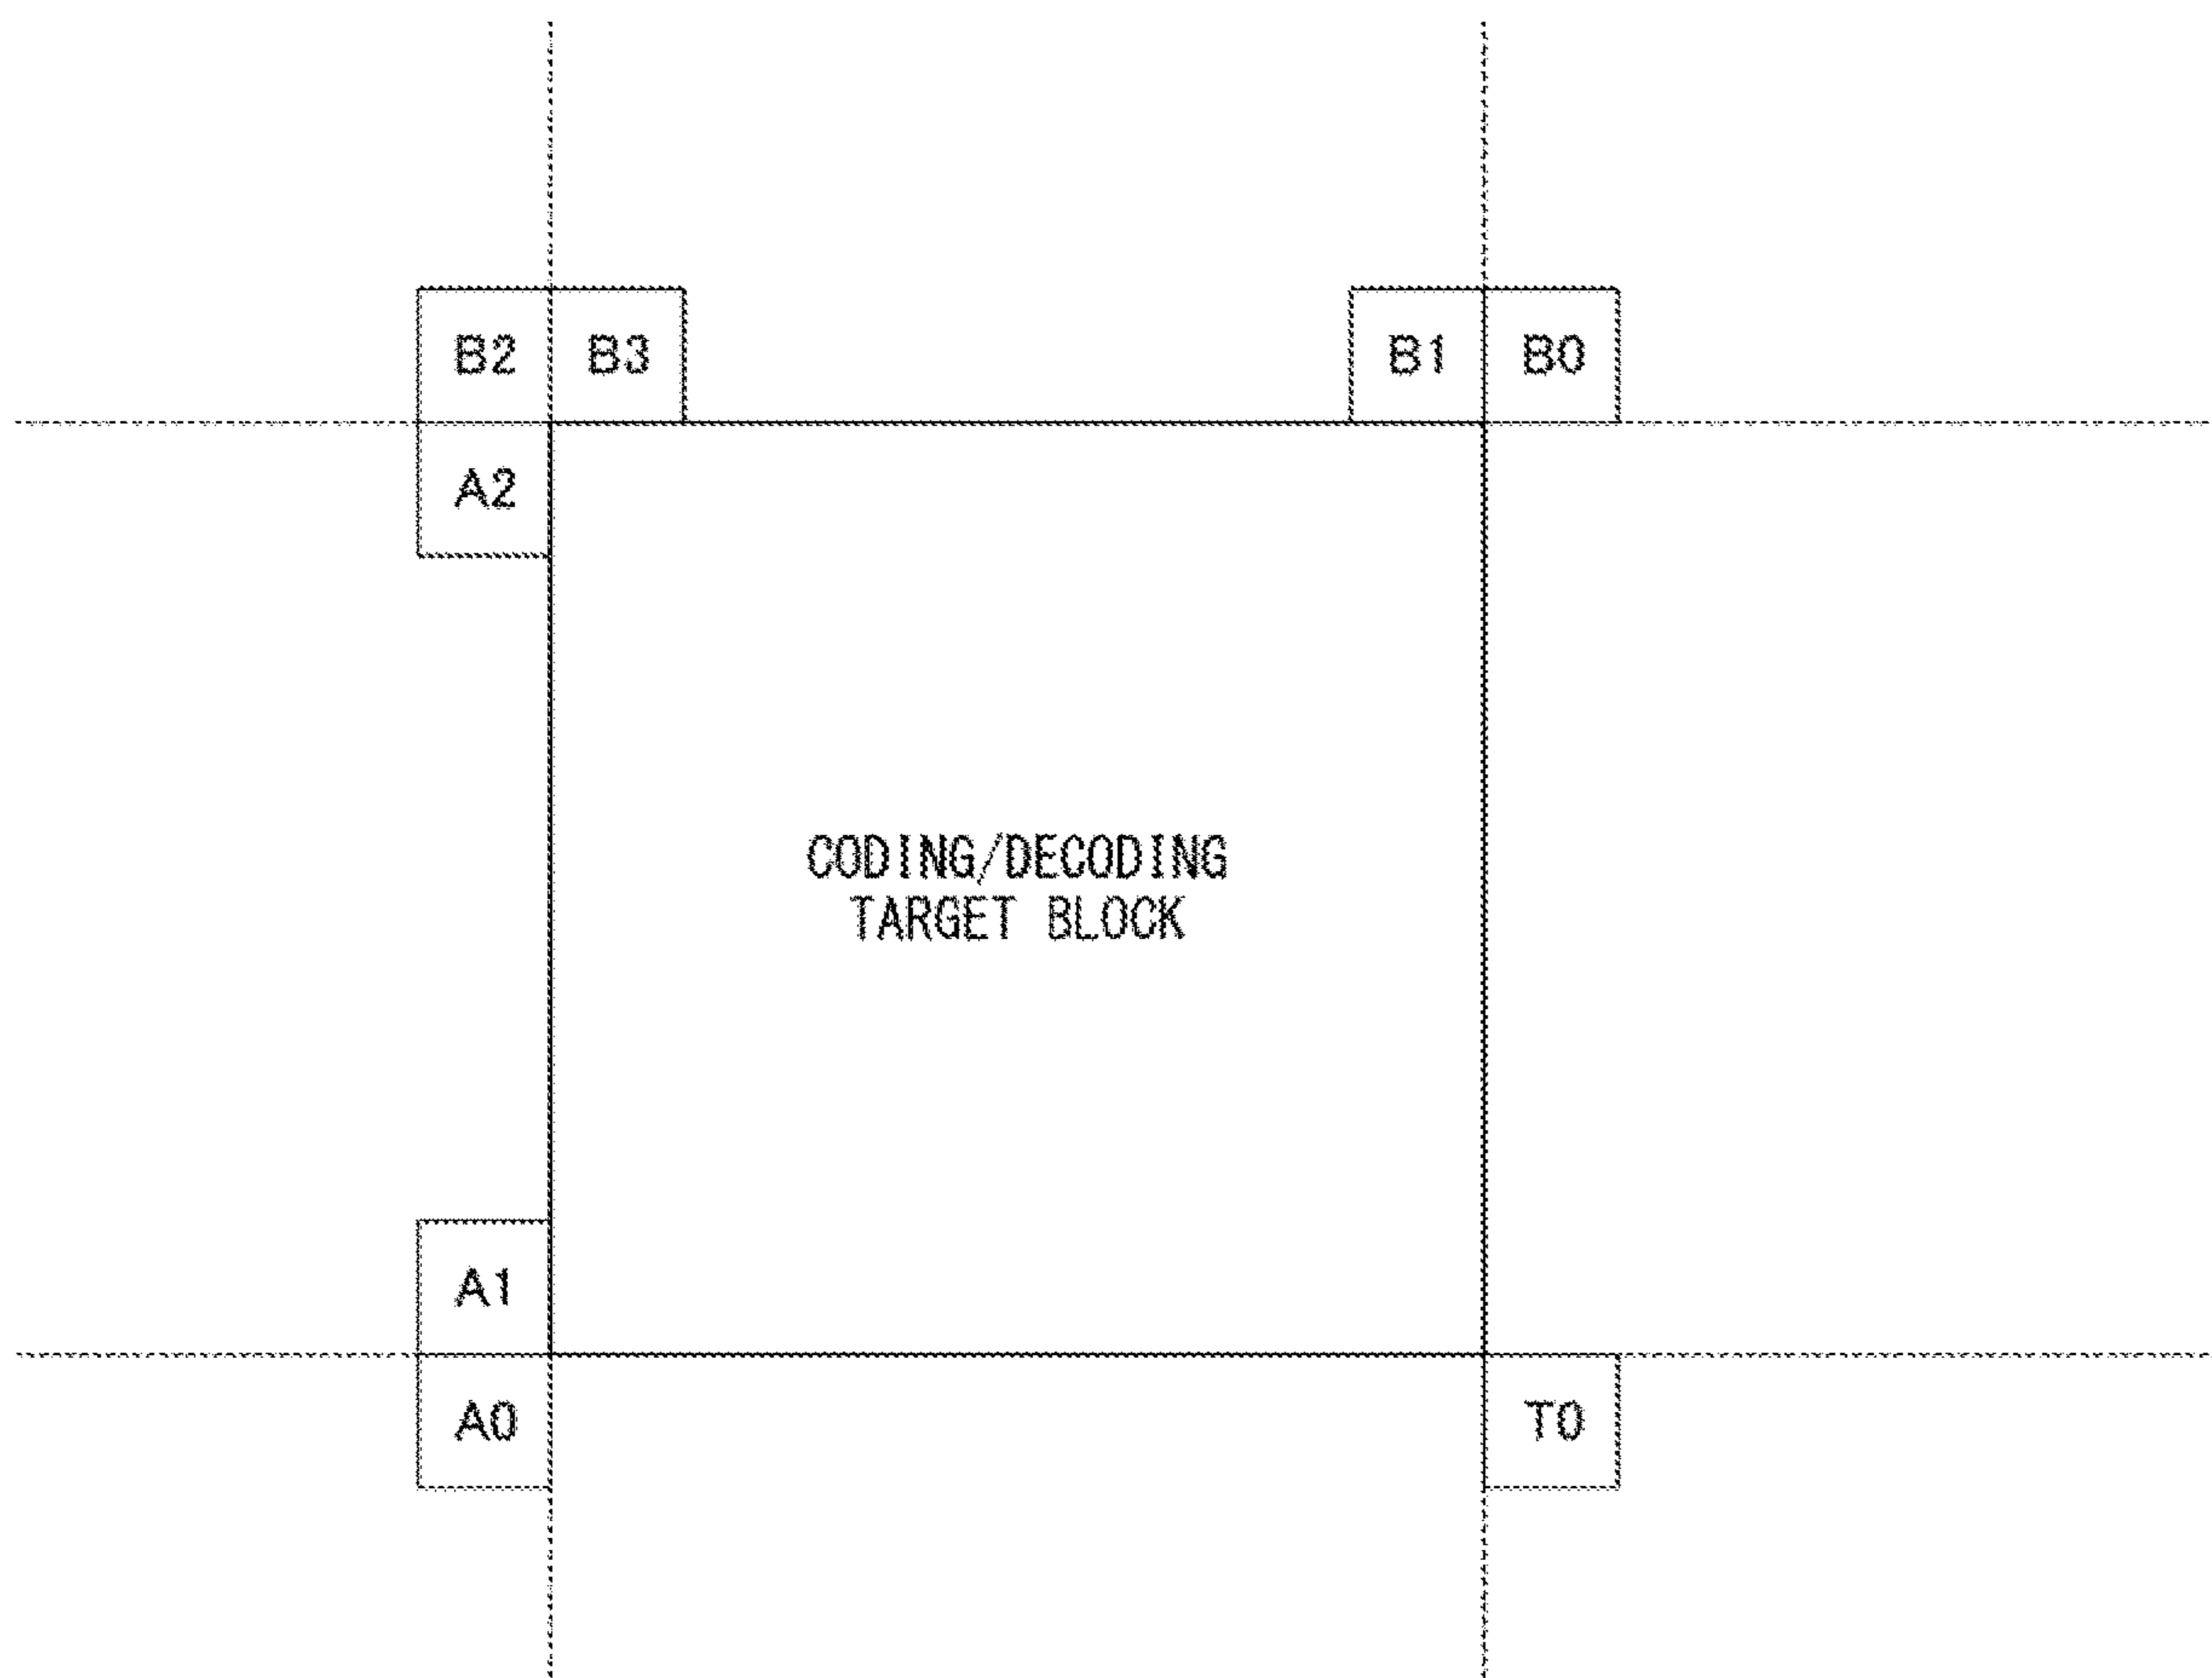 B2 B3 B1 B0
A2
CODING/DECODING
TARGET BLOCK
A1
A0 T0